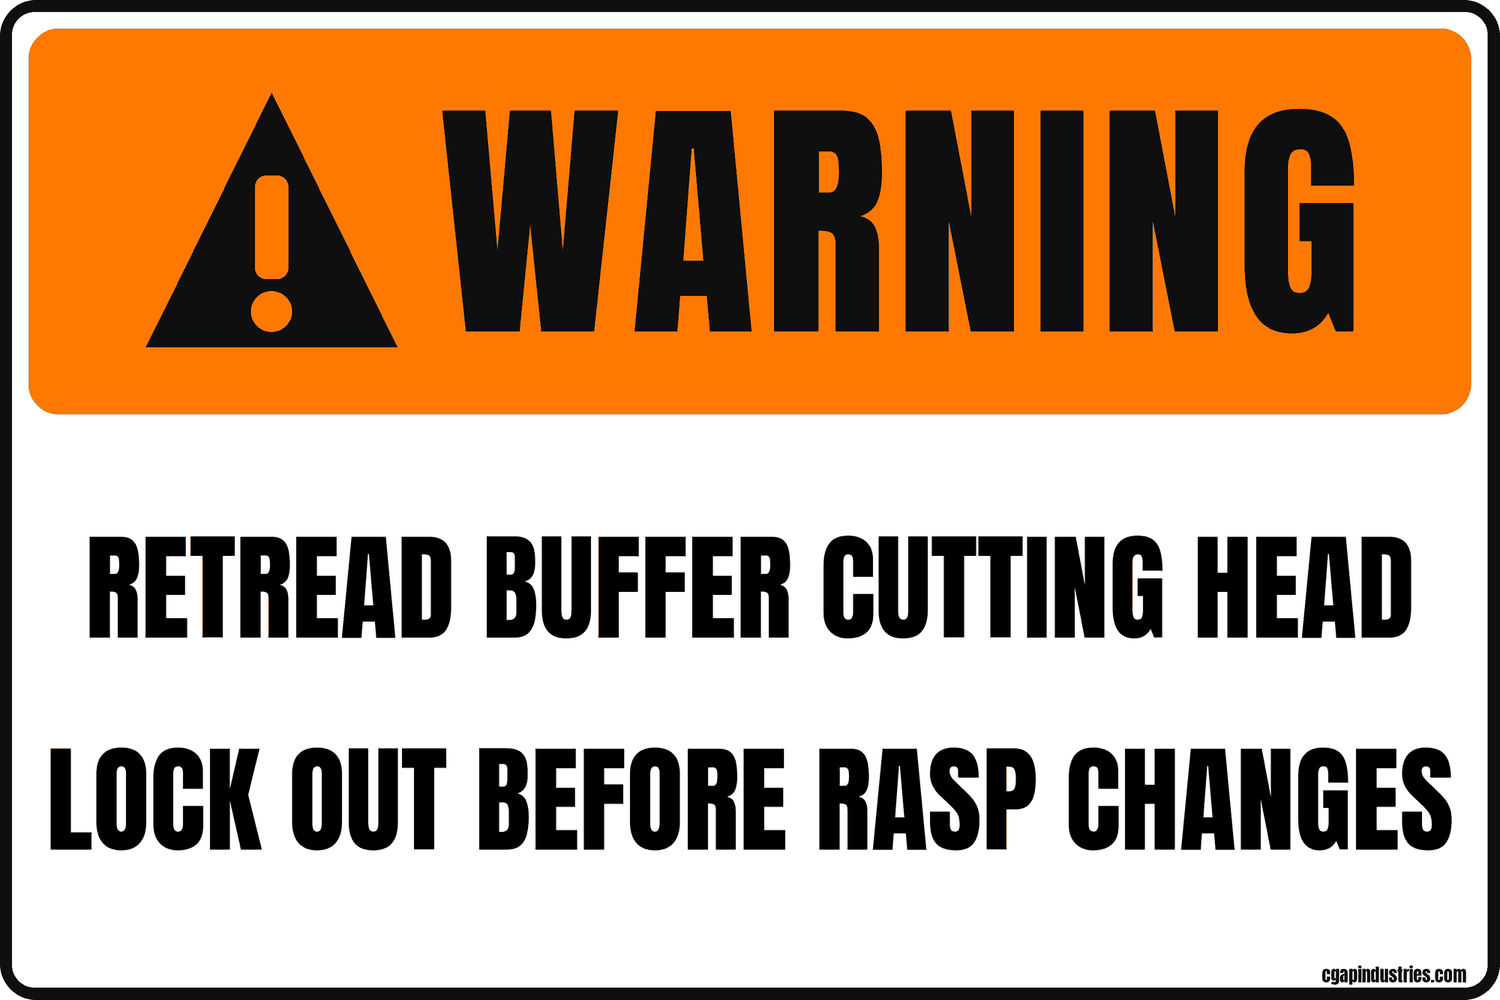 WARNING
RETREAD BUFFER CUTTING HEAD
LOCK OUT BEFORE RASP CHANGES
cgapindustries.com